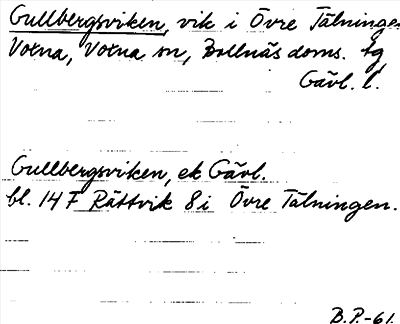 Gullbergsviken, vik i Övre Tälningen
Voxna, Voxna sn, Bollnäs doms. fg,
Gävl. l.
Gullbergsviken, ek Gävl.
bl. 14 F Rättvik 8 i Övre Tälningen.
B.P.-61.